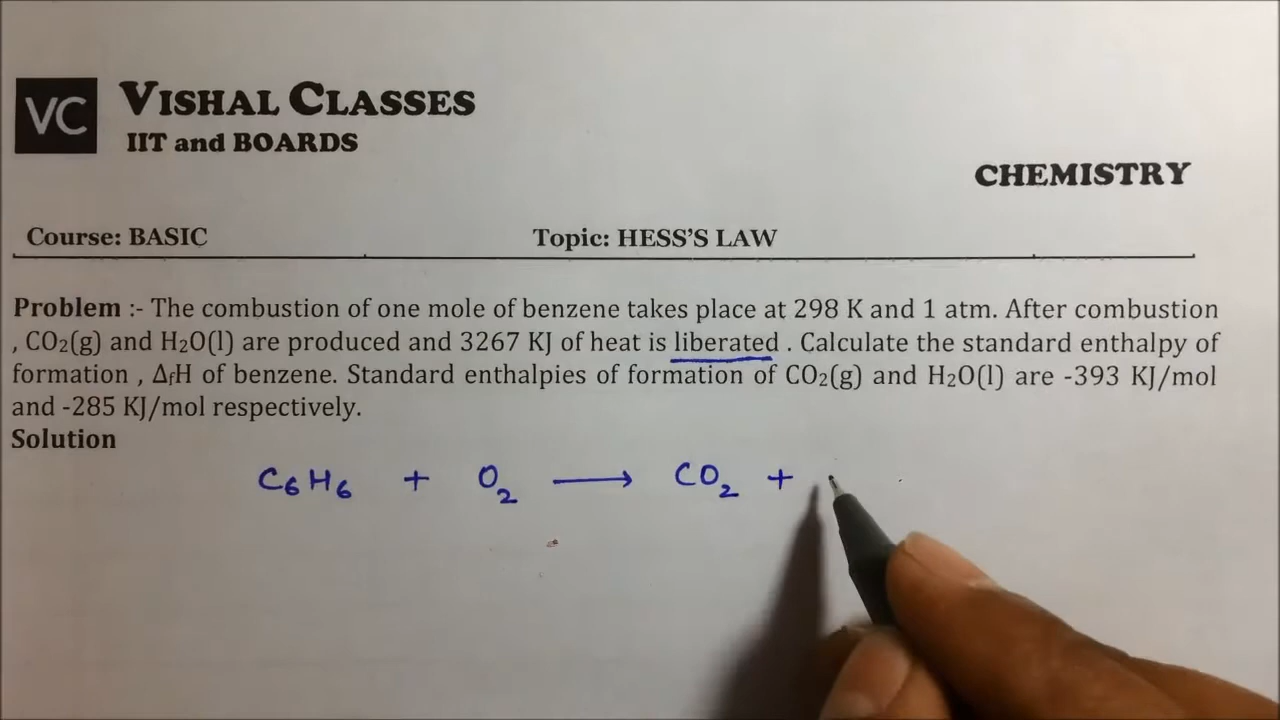 VC
VISHAL CLASSES
IIT and BOARDS
CHEMISTRY
Course: BASIC Topic: HESS'S LAW
Problem :- The combustion of one mole of benzene takes place at 298 K and 1 atm. After combustion
, CO₂(g) and H₂O(l) are produced and 3267 KJ of heat is liberated . Calculate the standard enthalpy of
formation , ΔfH of benzene. Standard enthalpies of formation of CO₂(g) and H₂O(l) are -393 KJ/mol
and -285 KJ/mol respectively.
Solution
C₆H₆ + O₂ ⟶ CO₂ +